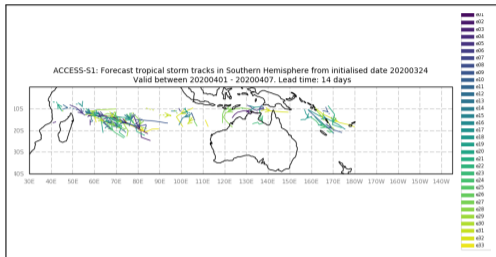 ACCESS-S1: Forecast tropical storm tracks in Southern Hemisphere from initialised date 20200324
Valid between 20200401 - 20200407. Lead time: 14 days
10S
20S
30S
40S
30E 40E 50E 60E 70E 80E 90E 100E 110E 120E 130E 140E 150E 160E 170E 180W 170W 160W 150W 140W
e01
e02
e03
e04
e05
e06
e07
e08
e09
e10
e11
e12
e13
e14
e15
e16
e17
e18
e19
e20
e21
e22
e23
e24
e25
e26
e27
e28
e29
e30
e31
e32
e33